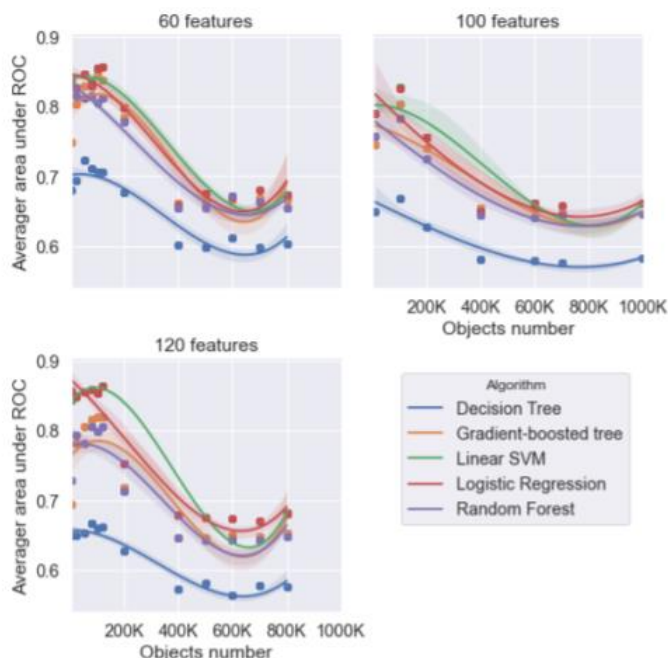 60 features
100 features
Averager area under ROC
0.9
0.8
0.7
0.6
200K 400K 600K 800K 1000K
Objects number
120 features
Averager area under ROC
0.9
0.8
0.7
0.6
200K 400K 600K 800K 1000K
Objects number
Algorithm
Decision Tree
Gradient-boosted tree
Linear SVM
Logistic Regression
Random Forest